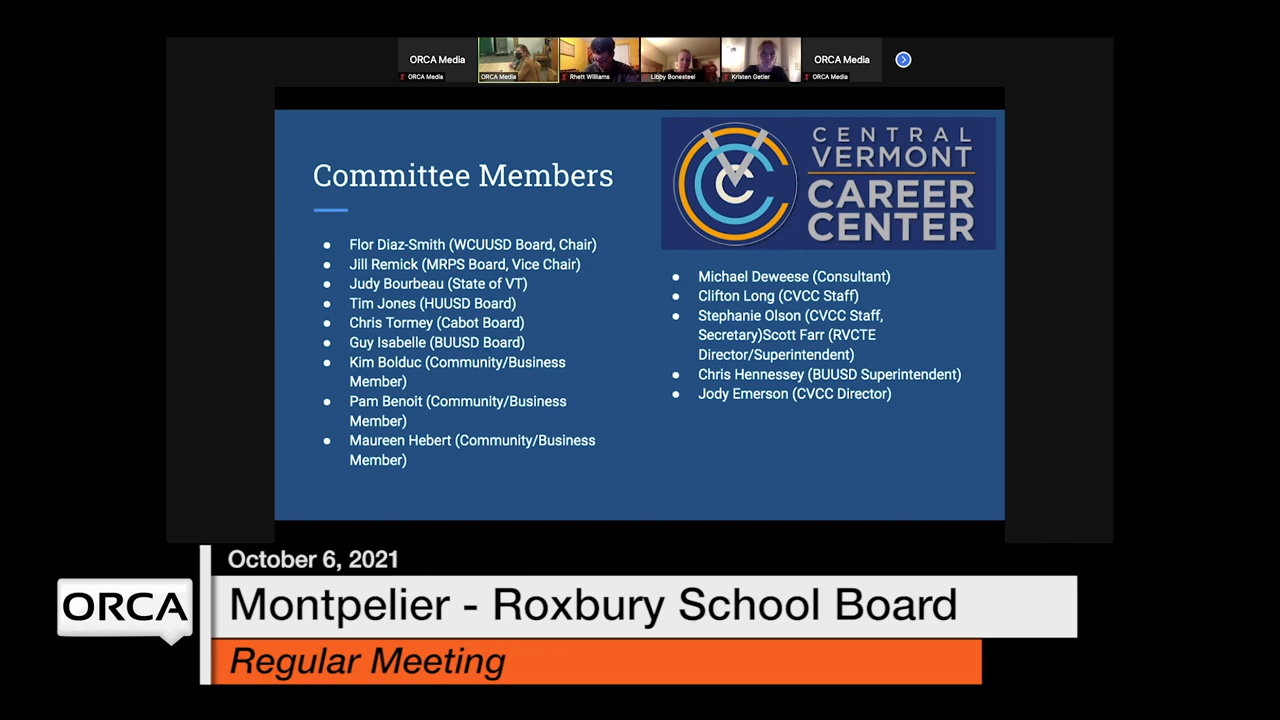 ORCA Media
ORCA Media
ORCA Media
Rhett Williams
Libby Bonesteel
Kristen Getler
ORCA Media
ORCA Media
Committee Members
Flor Diaz-Smith (WCUUSD Board, Chair)
Jill Remick (MRPS Board, Vice Chair)
Judy Bourbeau (State of VT)
Tim Jones (HUUSD Board)
Chris Tormey (Cabot Board)
Guy Isabelle (BUUSD Board)
Kim Bolduc (Community/Business
Member)
Pam Benoit (Community/Business
Member)
Maureen Hebert (Community/Business
Member)
CENTRAL
VERMONT
CAREER
CENTER
Michael Deweese (Consultant)
Clifton Long (CVCC Staff)
Stephanie Olson (CVCC Staff,
Secretary)Scott Farr (RVCTE
Director/Superintendent)
Chris Hennessey (BUUSD Superintendent)
Jody Emerson (CVCC Director)
October 6, 2021
ORCA
Montpelier - Roxbury School Board
Regular Meeting